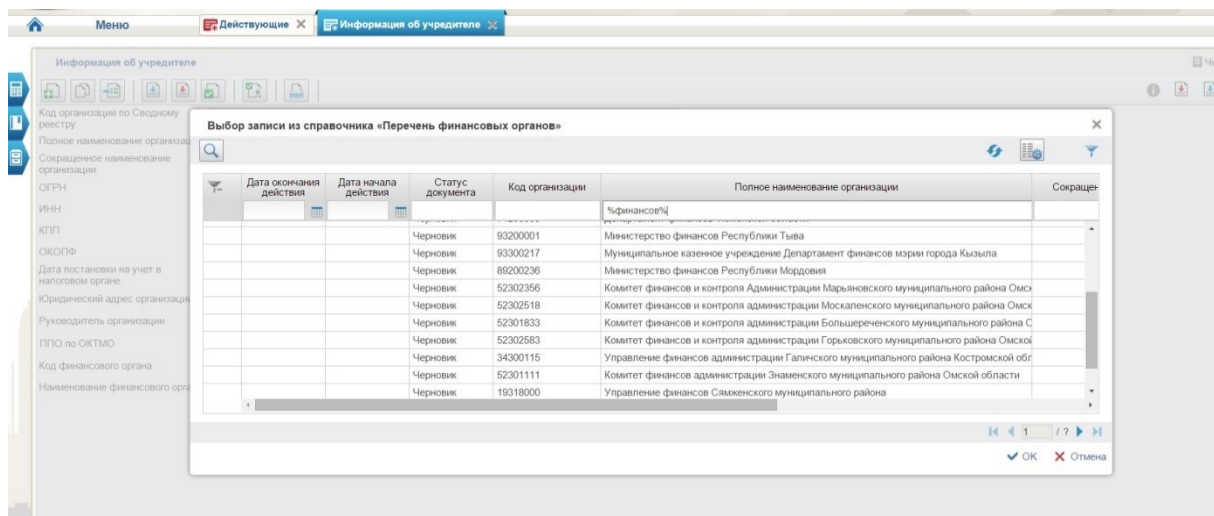 Меню
Действующие
Информация об учредителе
Информация об учредителе
Код организации по Сводному
реестру
Полное наименование организац
Сокращенное наименование
организации
ОГРН
ИНН
КПП
ОКОПФ
Дата постановки на учет в
налоговом органе
Юридический адрес организации
Руководитель организации
ППО по ОКТМО
Код финансового органа
Наименование финансового орга
Выбор записи из справочника «Перечень финансовых органов»
Дата окончания действия Дата начала действия Статус документа Код организации Полное наименование организации Сокращен
%финансов%
Черновик 93200001 Министерство финансов Республики Тыва
Черновик 93300217 Муниципальное казенное учреждение Департамент финансов мэрии города Кызыла
Черновик 89200236 Министерство финансов Республики Мордовия
Черновик 52302356 Комитет финансов и контроля Администрации Марьяновского муниципального района Омск
Черновик 52302518 Комитет финансов и контроля администрации Москаленского муниципального района Омск
Черновик 52301833 Комитет финансов и контроля администрации Большереченского муниципального района О
Черновик 52302583 Комитет финансов и контроля администрации Горьковского муниципального района Омской
Черновик 34300115 Управление финансов администрации Галичского муниципального района Костромской обл
Черновик 52301111 Комитет финансов администрации Знаменского муниципального района Омской области
Черновик 19318000 Управление финансов Сямженского муниципального района
1 / ?
ОК Отмена